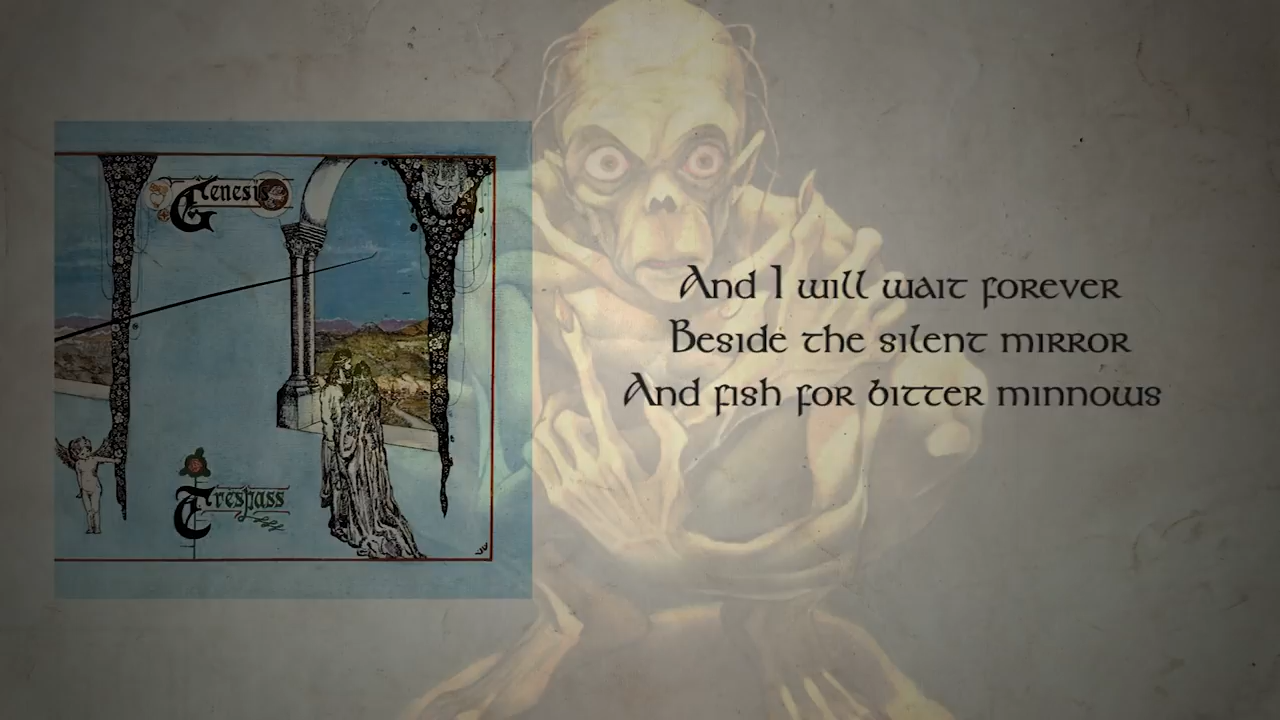 Genesis
Trespass
And I will wait forever
Beside the silent mirror
And fish for bitter minnows